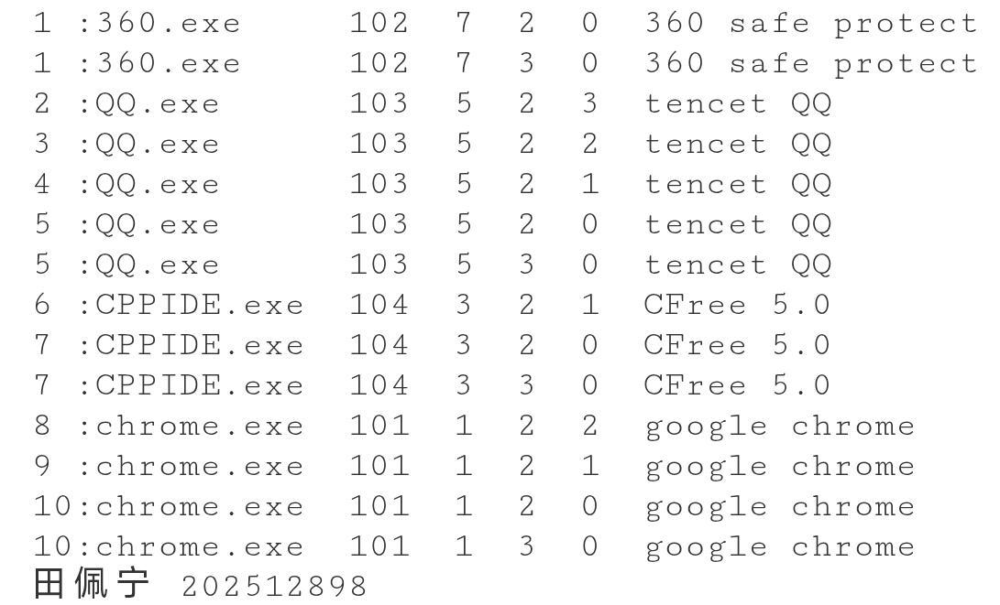 1 :360.exe 102 7 2 0 360 safe protect
1 :360.exe 102 7 3 0 360 safe protect
2 :QQ.exe 103 5 2 3 tencet QQ
3 :QQ.exe 103 5 2 2 tencet QQ
4 :QQ.exe 103 5 2 1 tencet QQ
5 :QQ.exe 103 5 2 0 tencet QQ
5 :QQ.exe 103 5 3 0 tencet QQ
6 :CPPIDE.exe 104 3 2 1 CFree 5.0
7 :CPPIDE.exe 104 3 2 0 CFree 5.0
7 :CPPIDE.exe 104 3 3 0 CFree 5.0
8 :chrome.exe 101 1 2 2 google chrome
9 :chrome.exe 101 1 2 1 google chrome
10:chrome.exe 101 1 2 0 google chrome
10:chrome.exe 101 1 3 0 google chrome
田佩宁 202512898